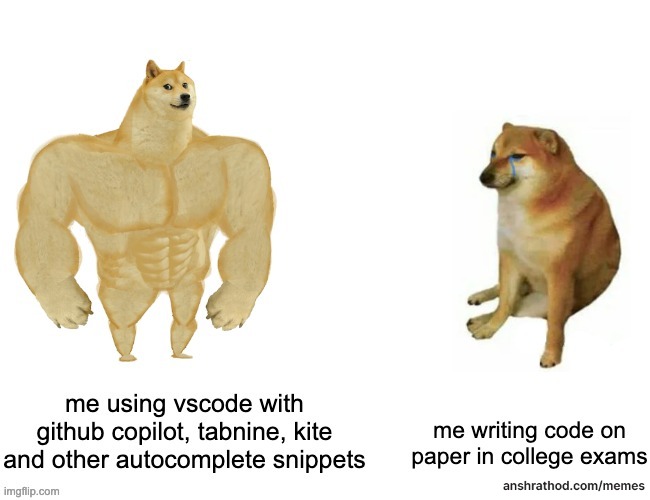 me using vscode with
github copilot, tabnine, kite
and other autocomplete snippets
me writing code on
paper in college exams
anshrathod.com/memes
imgflip.com